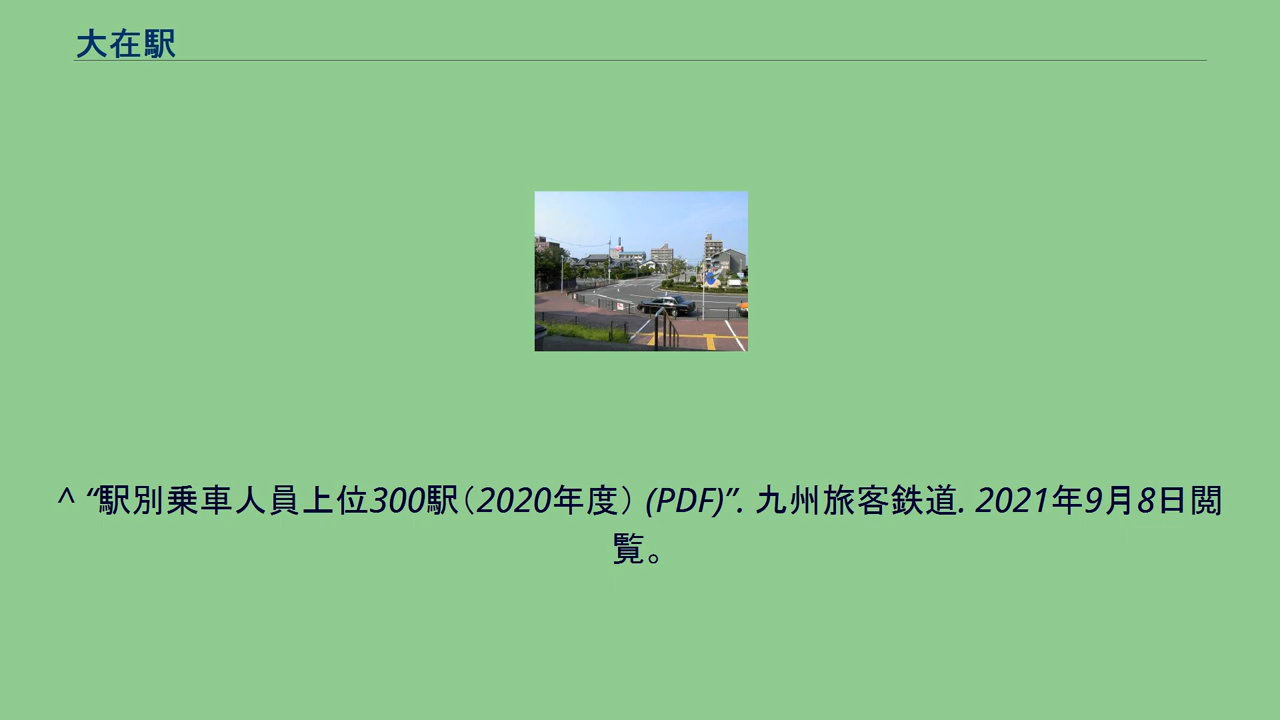 大在駅
^ “駅別乗車人員上位300駅（2020年度） (PDF)”. 九州旅客鉄道. 2021年9月8日閲
覧。